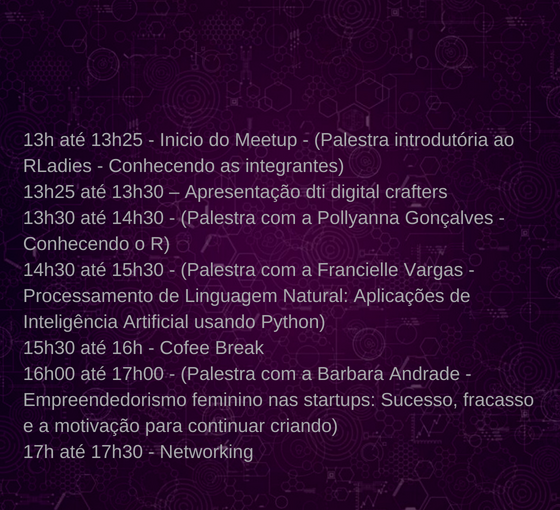 13h até 13h25 - Inicio do Meetup - (Palestra introdutória ao
RLadies - Conhecendo as integrantes)
13h25 até 13h30 – Apresentação dti digital crafters
13h30 até 14h30 - (Palestra com a Pollyanna Gonçalves -
Conhecendo o R)
14h30 até 15h30 - (Palestra com a Francielle Vargas -
Processamento de Linguagem Natural: Aplicações de
Inteligência Artificial usando Python)
15h30 até 16h - Cofee Break
16h00 até 17h00 - (Palestra com a Barbara Andrade -
Empreendedorismo feminino nas startups: Sucesso, fracasso
e a motivação para continuar criando)
17h até 17h30 - Networking